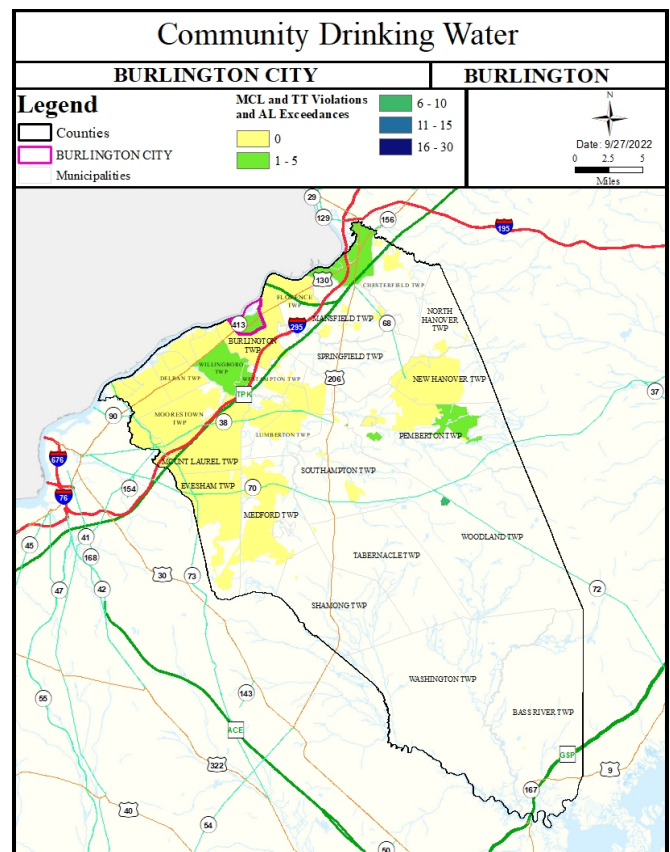 Community Drinking Water
BURLINGTON CITY
BURLINGTON
Legend
Counties
BURLINGTON CITY
Municipalities
MCL and TT Violations
and AL Exceedances
0
1 - 5
6 - 10
11 - 15
16 - 30
N
Date: 9/27/2022
0 2.5 5
Miles
29
129
156
195
130
CHESTERFIELD TWP
FLORENCE
TWP
413
295
MANSFIELD TWP
68
NORTH
HANOVER
TWP
BURLINGTON
TWP
SPRINGFIELD TWP
WILLINGBORO
TWP
DELRAN TWP
WESTAMPTON TWP
206
NEW HANOVER TWP
37
TPK
90
MOORESTOWN
TWP
38
LUMBERTON TWP
PEMBERTON TWP
676
MOUNT LAUREL TWP
SOUTHAMPTON TWP
76
154
EVESHAM TWP
70
MEDFORD TWP
45
41
168
WOODLAND TWP
TABERNACLE TWP
30
73
47
42
72
SHAMONG TWP
WASHINGTON TWP
143
55
BASS RIVER TWP
ACE
GSP
322
9
167
40
54
50